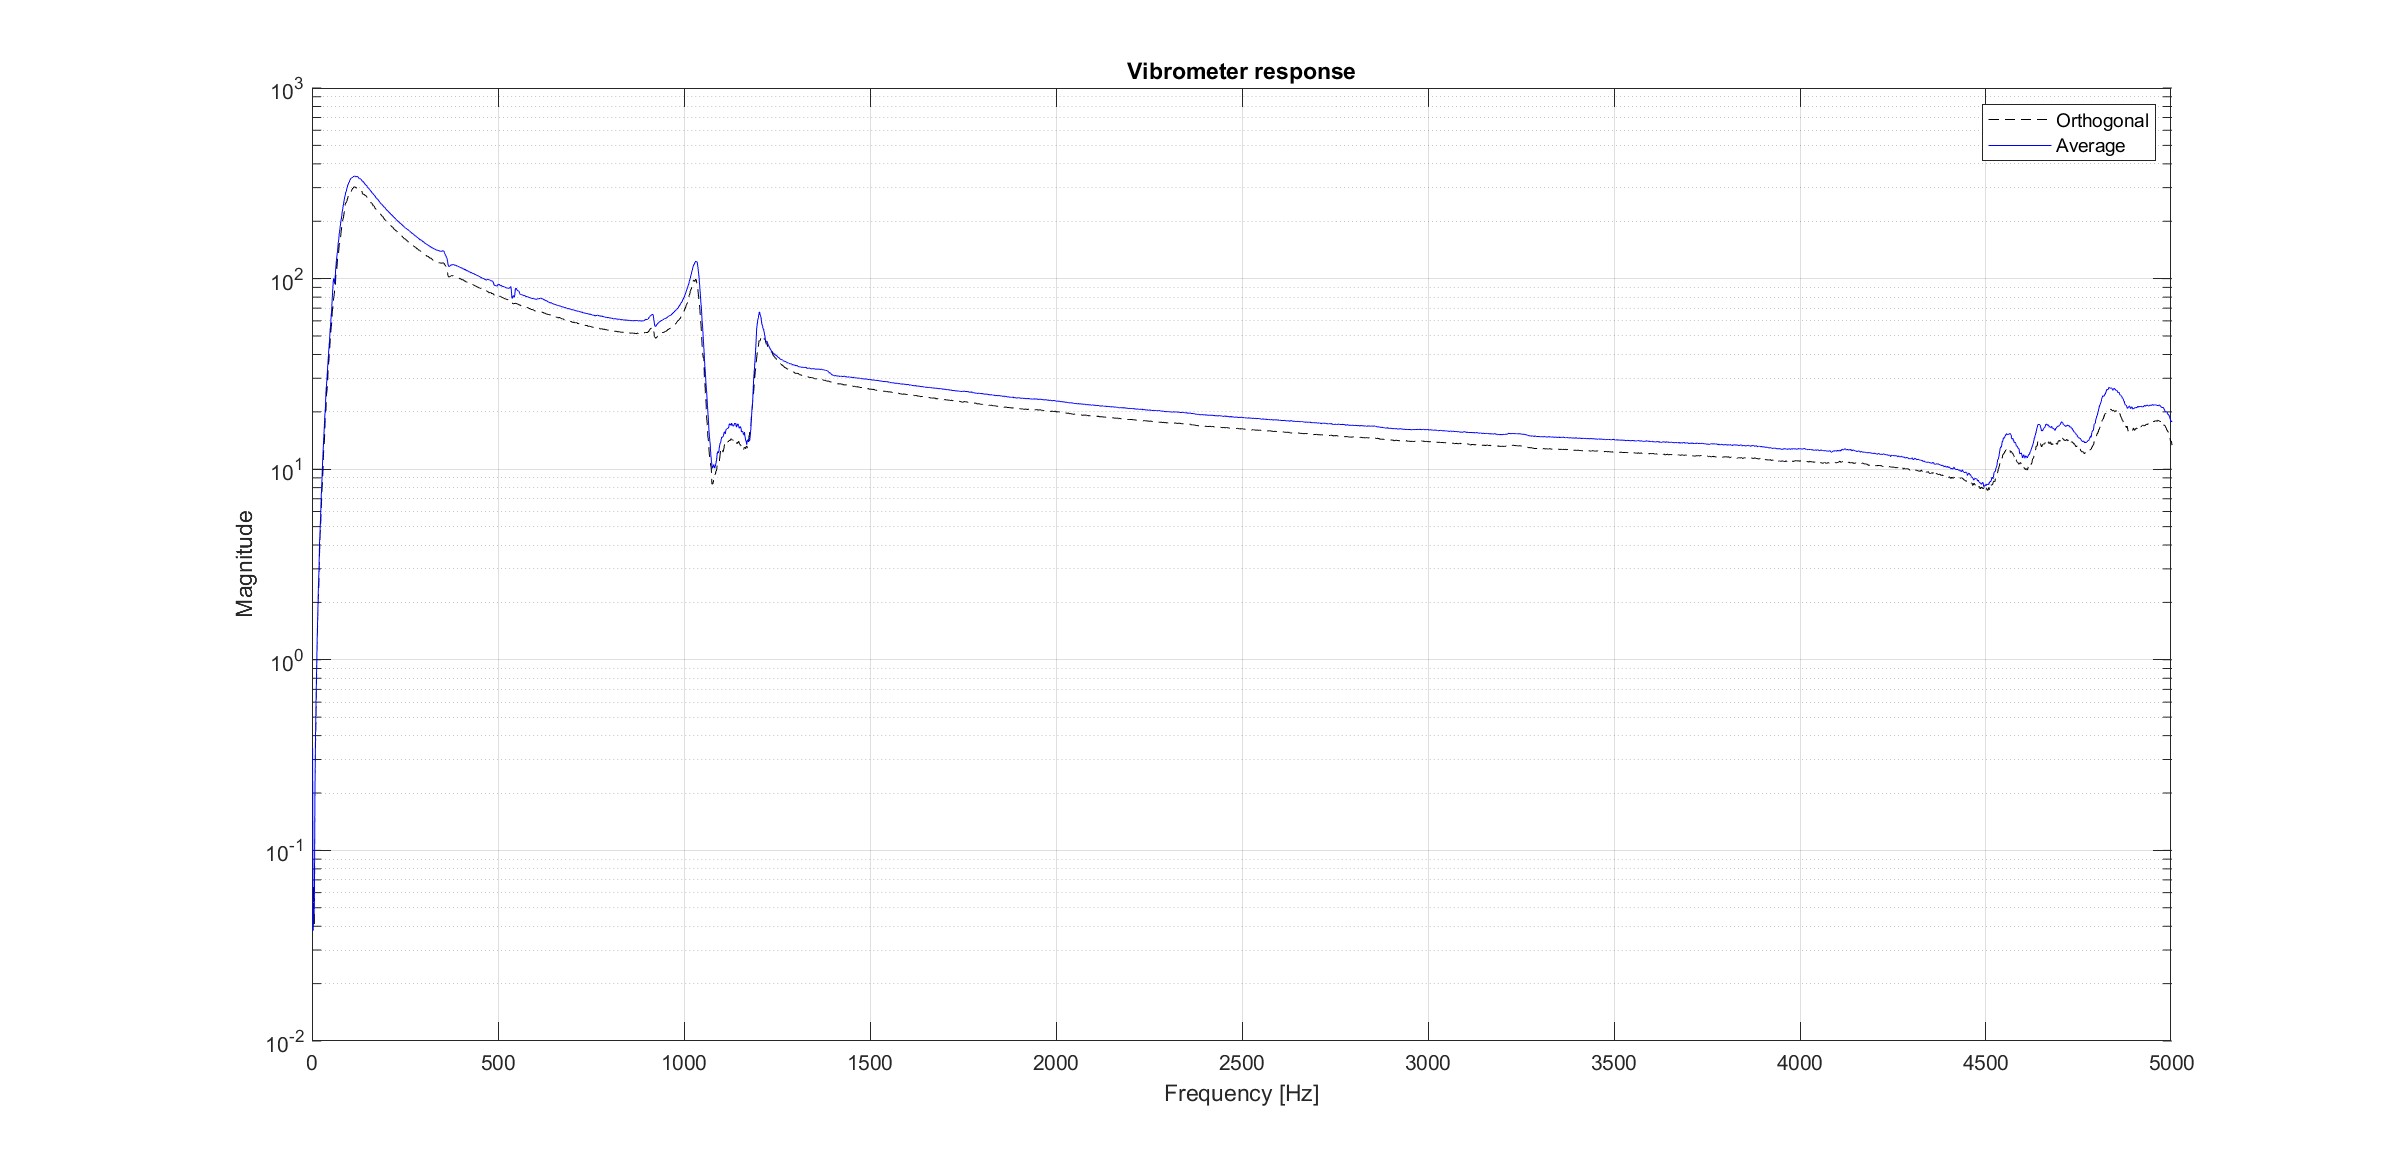 Vibrometer response
10^3
10^2
10^1
10^0
10^-1
10^-2
Magnitude
Orthogonal
Average
0 500 1000 1500 2000 2500 3000 3500 4000 4500 5000
Frequency [Hz]